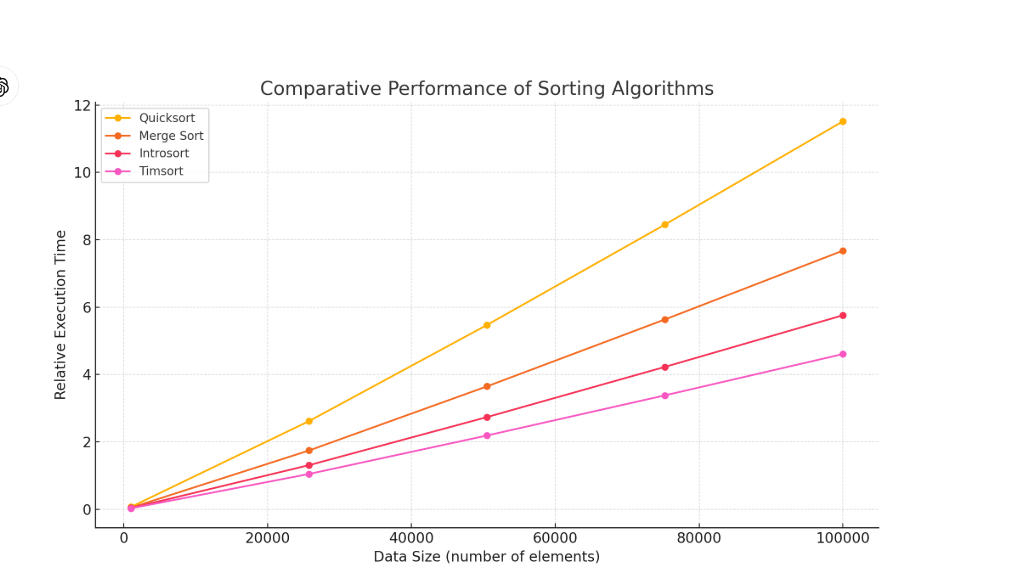 Comparative Performance of Sorting Algorithms
Quicksort
Merge Sort
Introsort
Timsort
12
10
8
6
4
2
0
Relative Execution Time
0 20000 40000 60000 80000 100000
Data Size (number of elements)